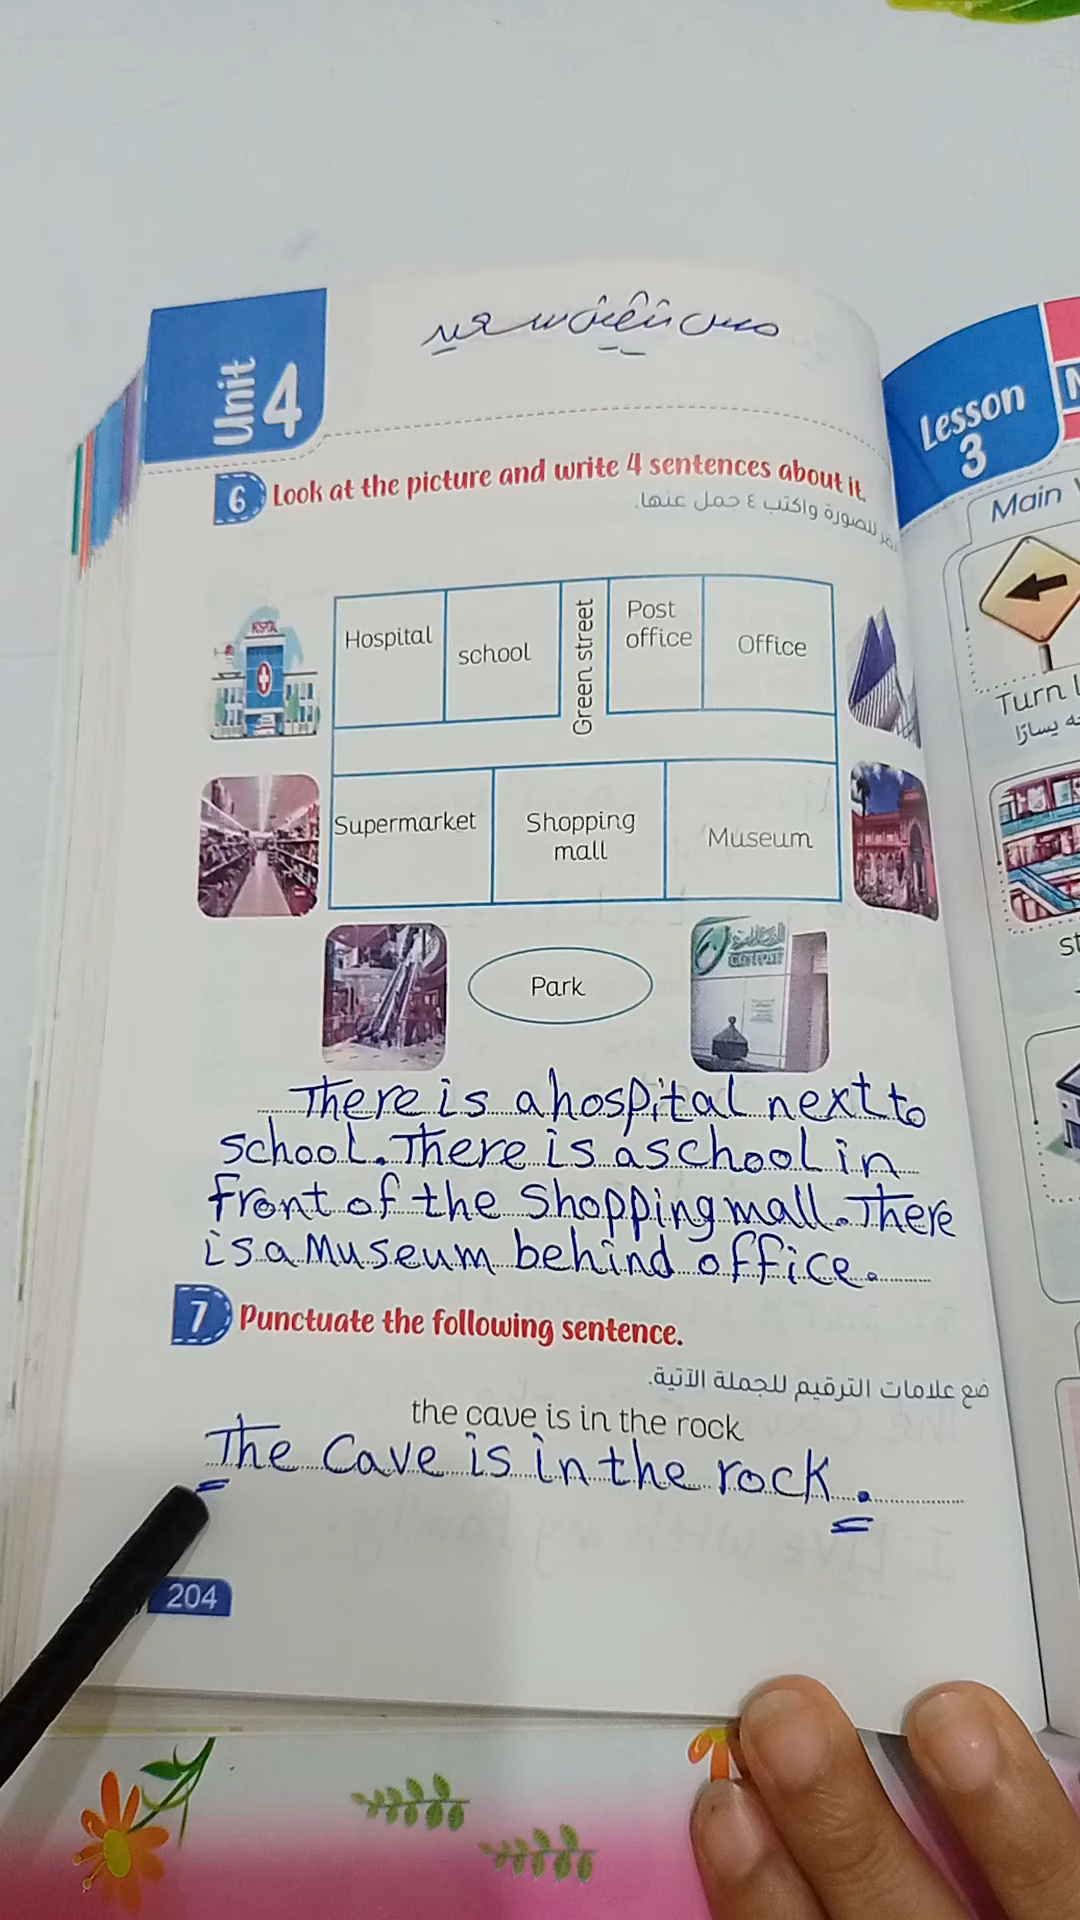 مس نيفين سعيد
Unit 4
Lesson 3
6 Look at the picture and write 4 sentences about it.
للصورة واكتب ٤ جمل عنها.
Hospital
school
Green street
Post office
Office
Supermarket
Shopping mall
Museum
Park
There is a hospital next to
school. There is a school in
front of the Shopping mall. There
is a Museum behind office.
7 Punctuate the following sentence.
ضع علامات الترقيم للجملة الآتية.
the cave is in the rock
The Cave is in the rock.
204
Main
Turn